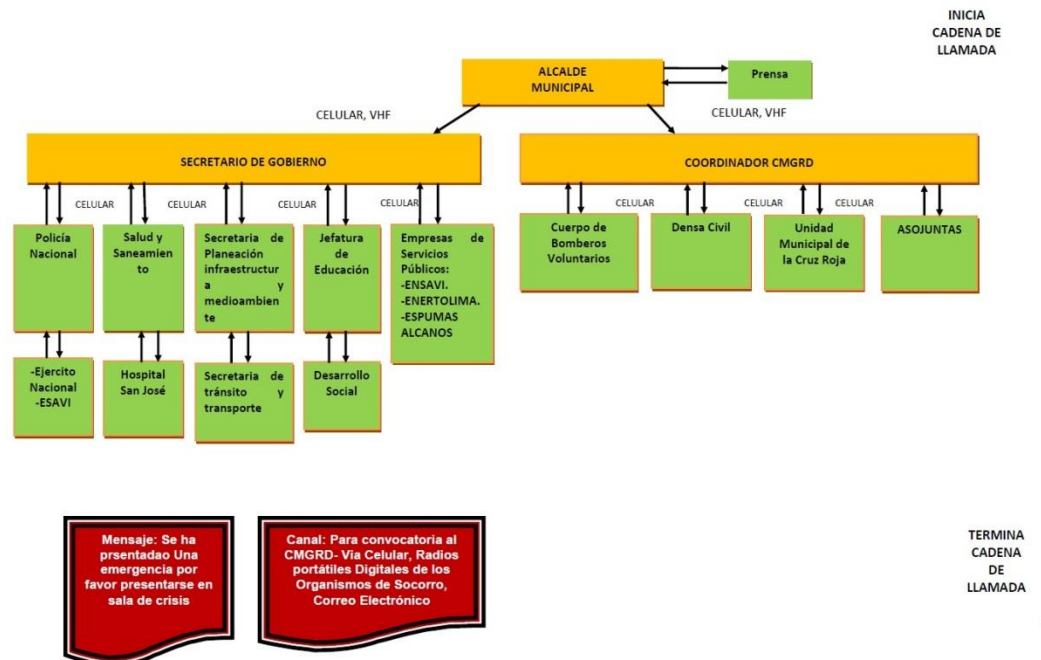 INICIA
CADENA DE
LLAMADA
ALCALDE
MUNICIPAL
Prensa
CELULAR, VHF
CELULAR, VHF
SECRETARIO DE GOBIERNO
COORDINADOR CMGRD
CELULAR
CELULAR
CELULAR
CELULAR
CELULAR
CELULAR
CELULAR
Policía
Nacional
Salud y
Saneamien
to
Secretaria de
Planeación
infraestructur
a y
medioambien
te
Jefatura
de
Educación
Empresas de
Servicios
Públicos:
-ENSAVI.
-ENERTOLIMA.
-ESPUMAS
ALCANOS
Cuerpo de
Bomberos
Voluntarios
Densa Civil
Unidad
Municipal de
la Cruz Roja
ASOJUNTAS
-Ejercito
Nacional
-ESAVI
Hospital
San José
Secretaria de
tránsito y
transporte
Desarrollo
Social
Mensaje: Se ha
prsentadao Una
emergencia por
favor presentarse en
sala de crisis
Canal: Para convocatoria al
CMGRD- Via Celular, Radios
portátiles Digitales de los
Organismos de Socorro,
Correo Electrónico
TERMINA
CADENA
DE
LLAMADA